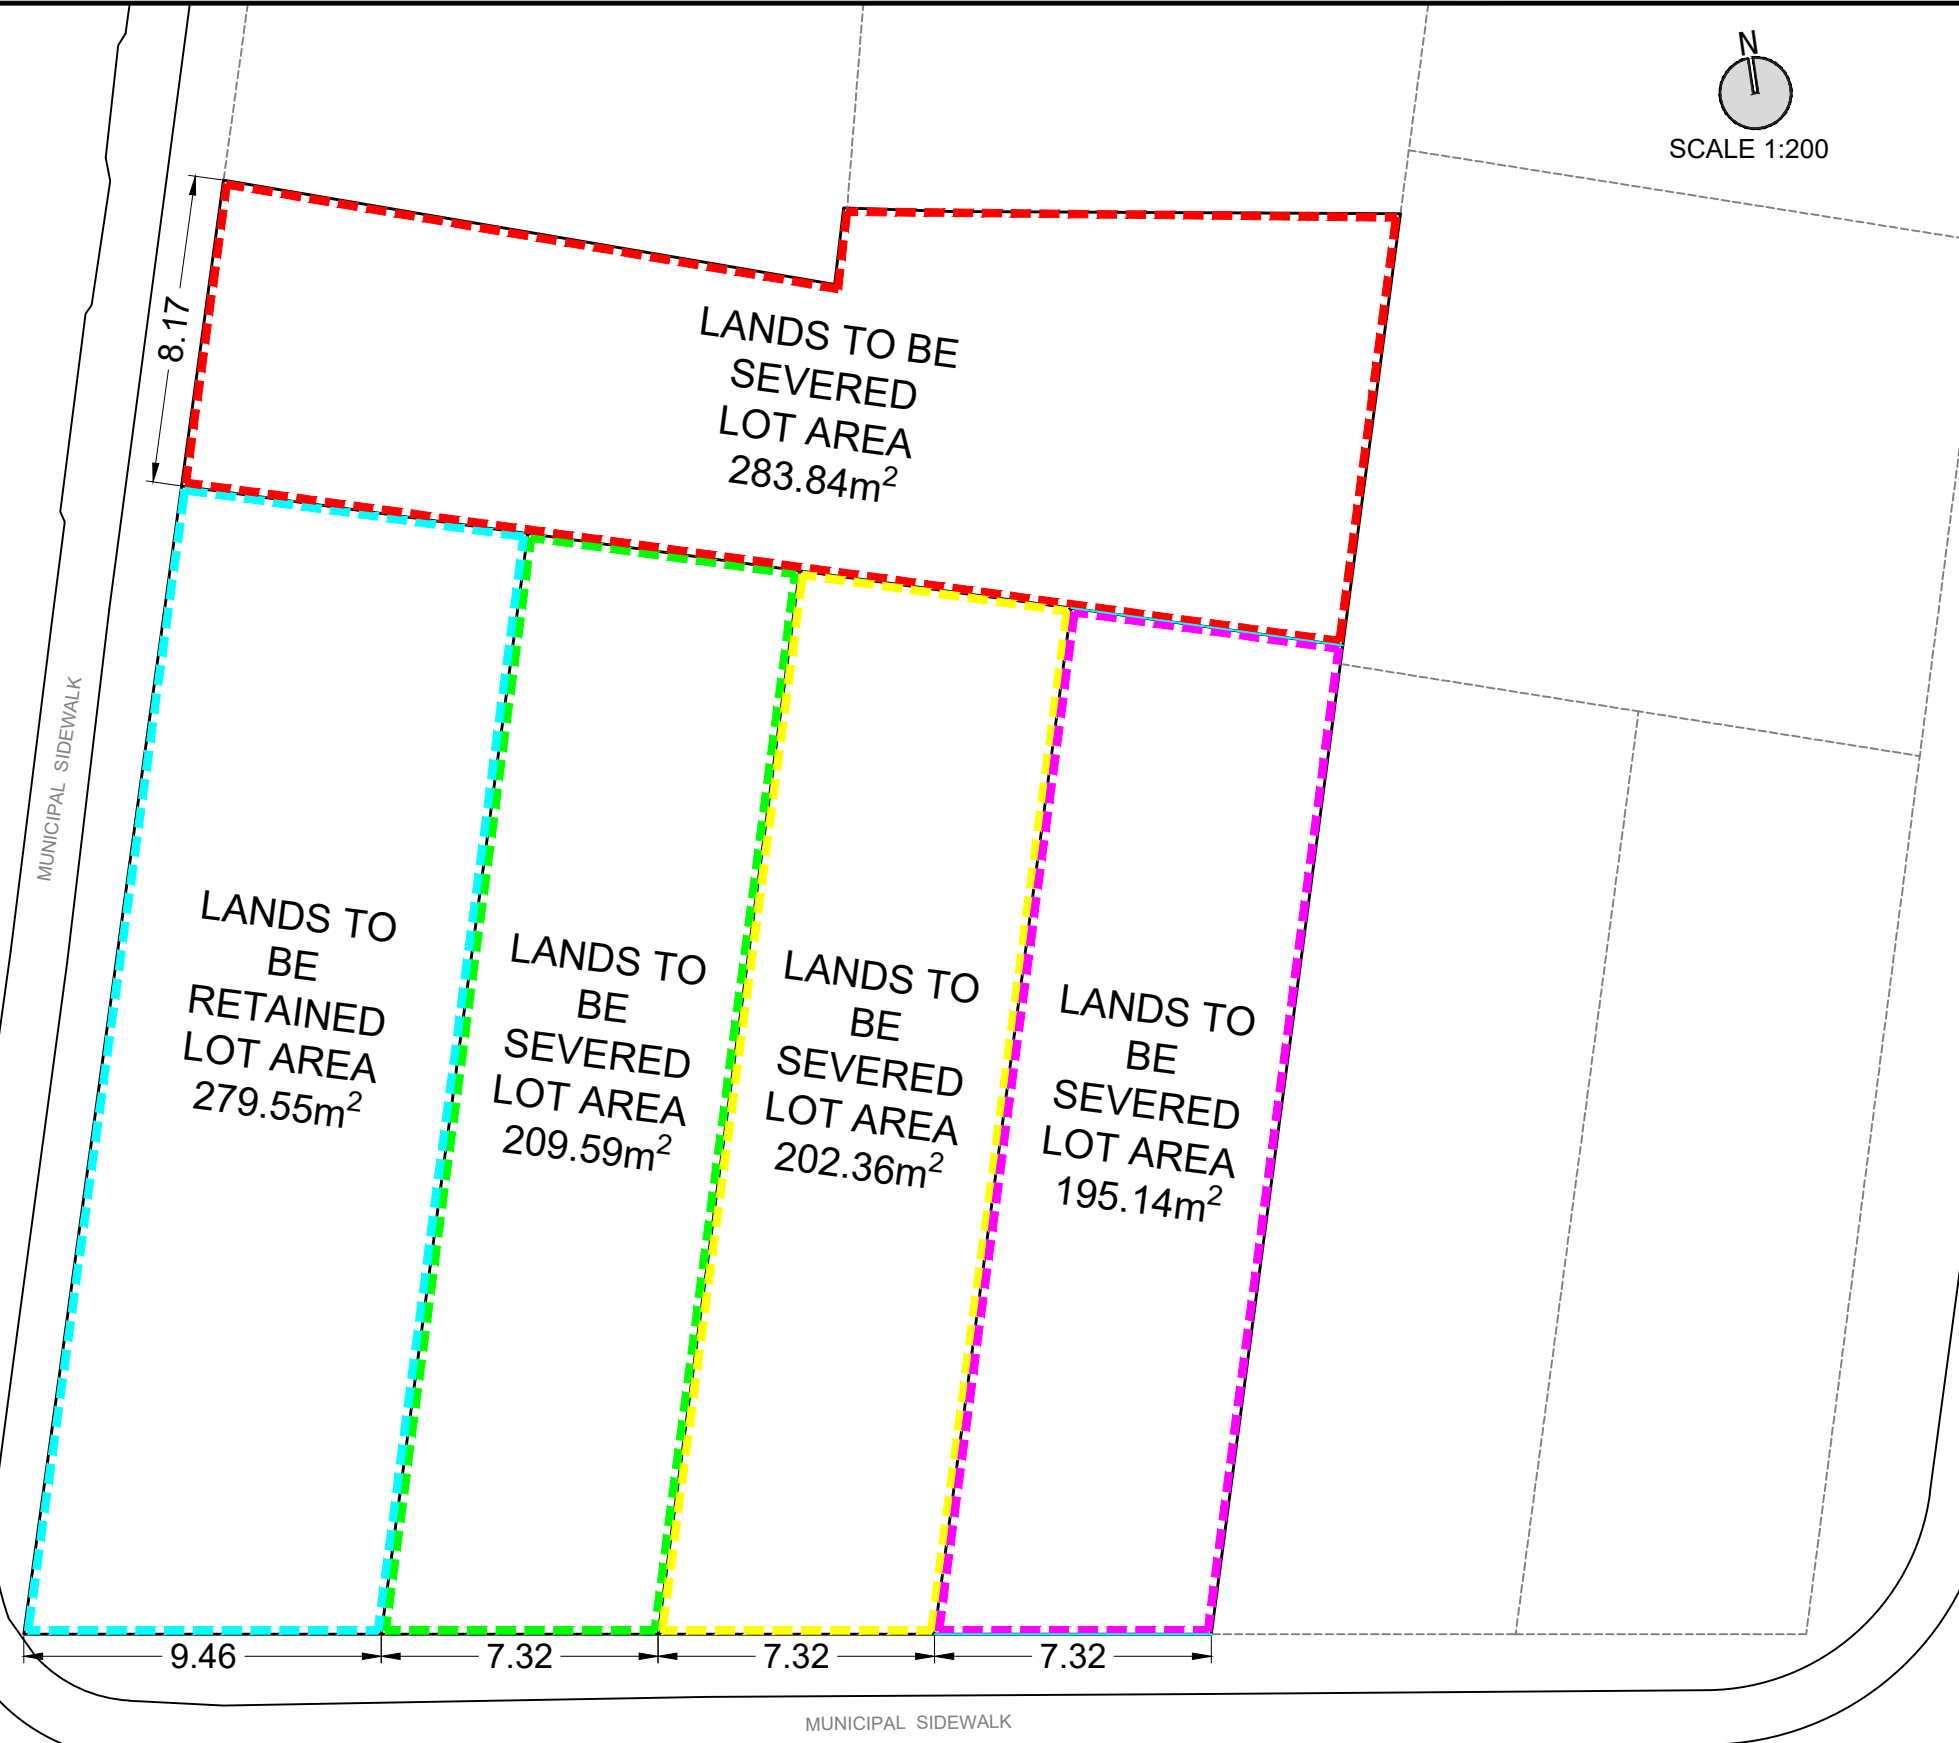 N
SCALE 1:200
8.17
LANDS TO BE
SEVERED
LOT AREA
283.84m²
MUNICIPAL SIDEWALK
LANDS TO
BE
RETAINED
LOT AREA
279.55m²
LANDS TO
BE
SEVERED
LOT AREA
209.59m²
LANDS TO
BE
SEVERED
LOT AREA
202.36m²
LANDS TO
BE
SEVERED
LOT AREA
195.14m²
9.46
7.32
7.32
7.32
MUNICIPAL SIDEWALK